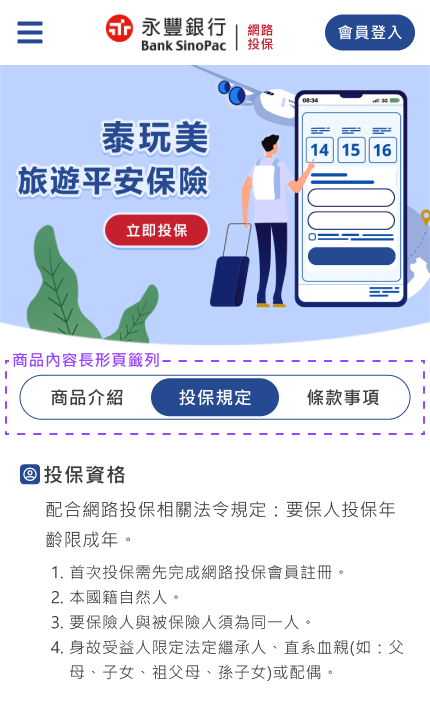 永豐銀行
Bank SinoPac
網路
投保
會員登入
泰玩美
旅遊平安保險
立即投保
08:34
3G
14 15 16
商品內容長形頁籤列
商品介紹 投保規定 條款事項
投保資格
配合網路投保相關法令規定：要保人投保年
齡限成年。
1. 首次投保需先完成網路投保會員註冊。
2. 本國籍自然人。
3. 要保險人與被保險人須為同一人。
4. 身故受益人限定法定繼承人、直系血親(如：父
母、子女、祖父母、孫子女)或配偶。